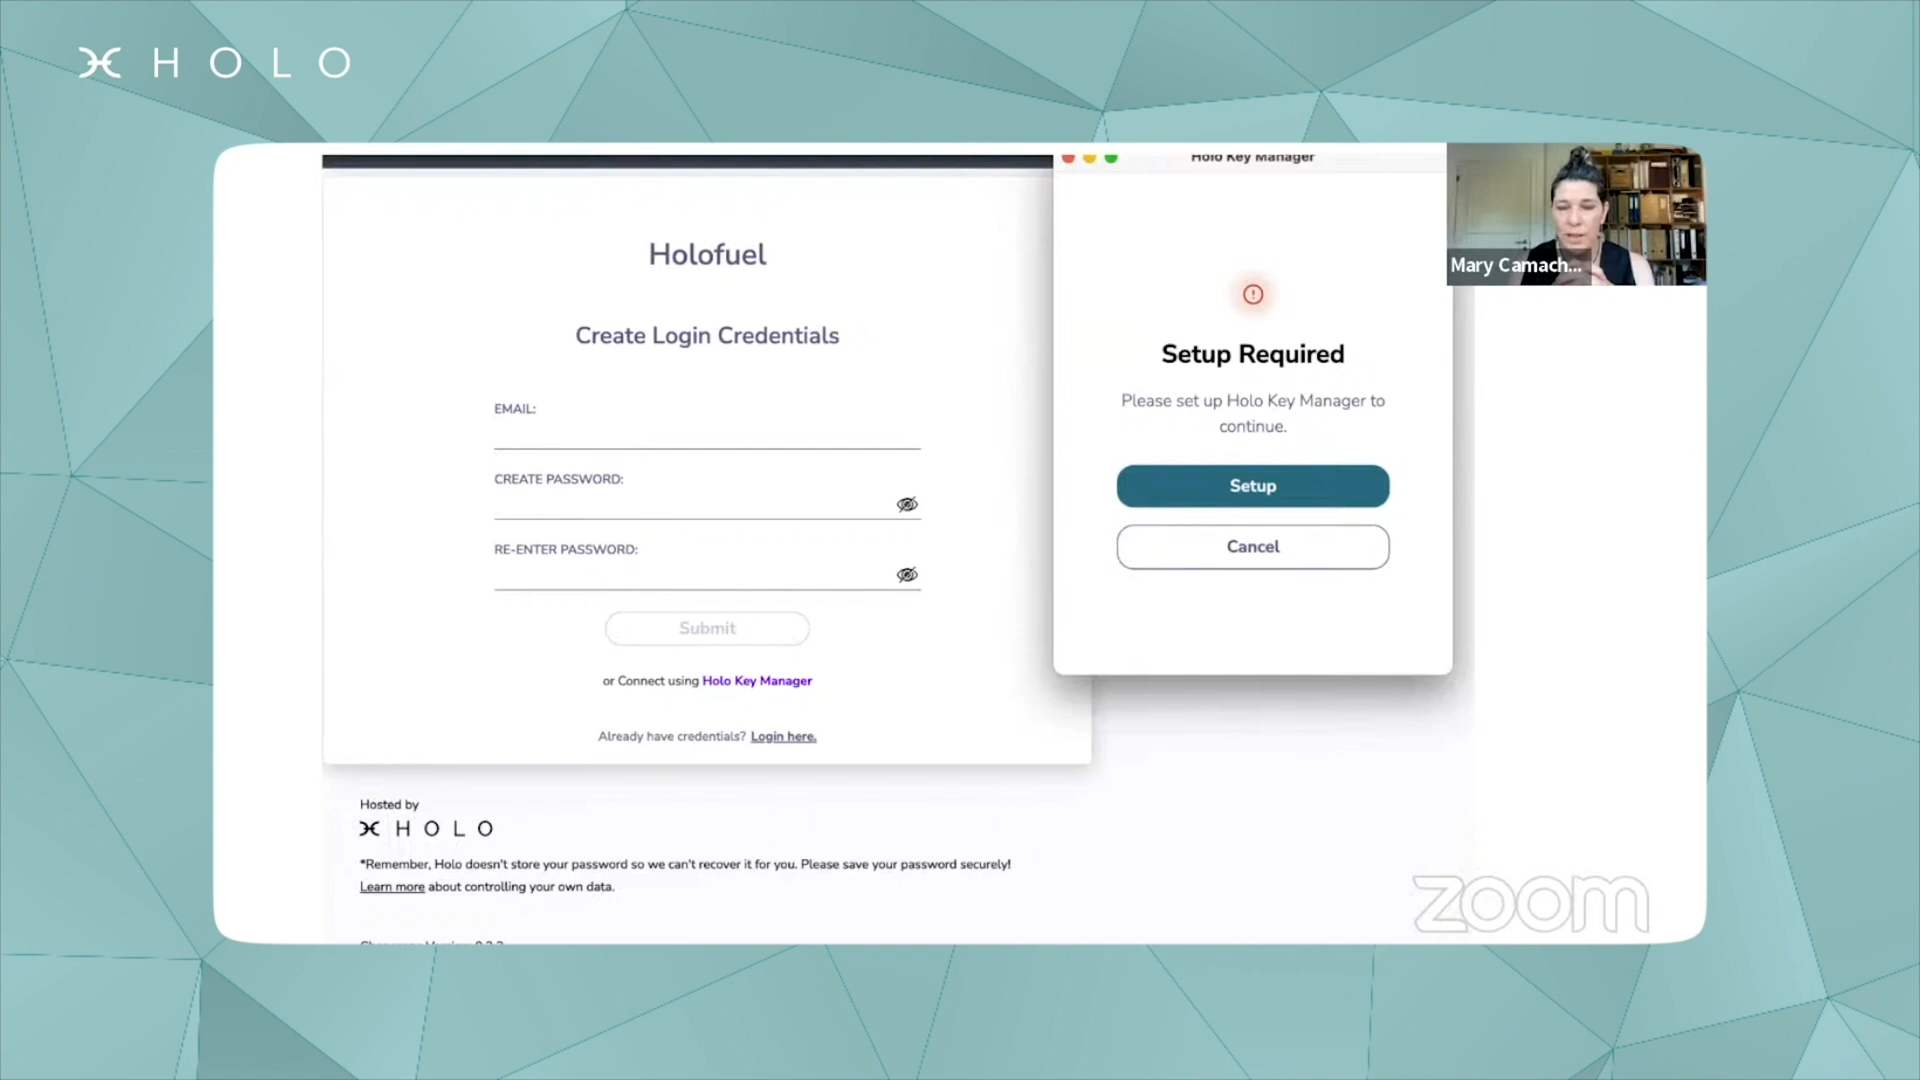 HOLO
Holo Key Manager
Holofuel
Create Login Credentials
EMAIL:
CREATE PASSWORD:
RE-ENTER PASSWORD:
Submit
or Connect using Holo Key Manager
Already have credentials? Login here.
Setup Required
Please set up Holo Key Manager to
continue.
Setup
Cancel
Mary Camach...
Hosted by
HOLO
*Remember, Holo doesn't store your password so we can't recover it for you. Please save your password securely!
Learn more about controlling your own data.
zoom